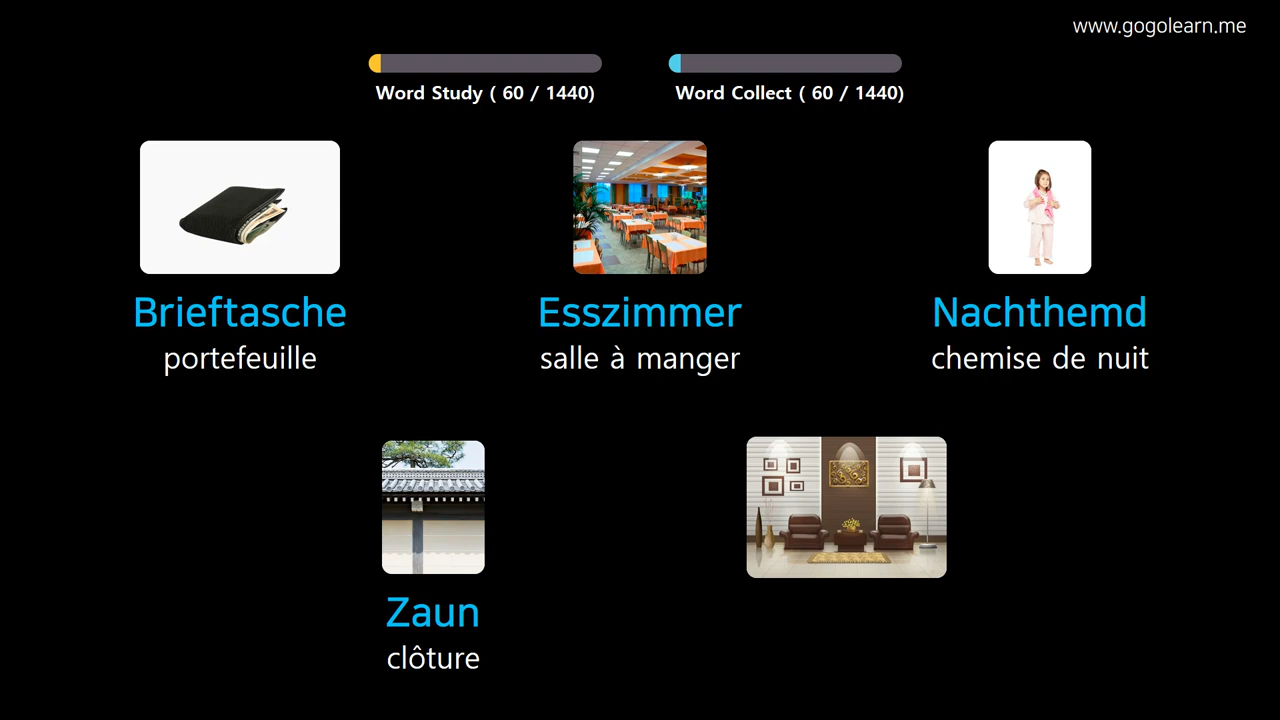 www.gogolearn.me
Word Study ( 60 / 1440)
Word Collect ( 60 / 1440)
Brieftasche
portefeuille
Esszimmer
salle à manger
Nachthemd
chemise de nuit
Zaun
clôture